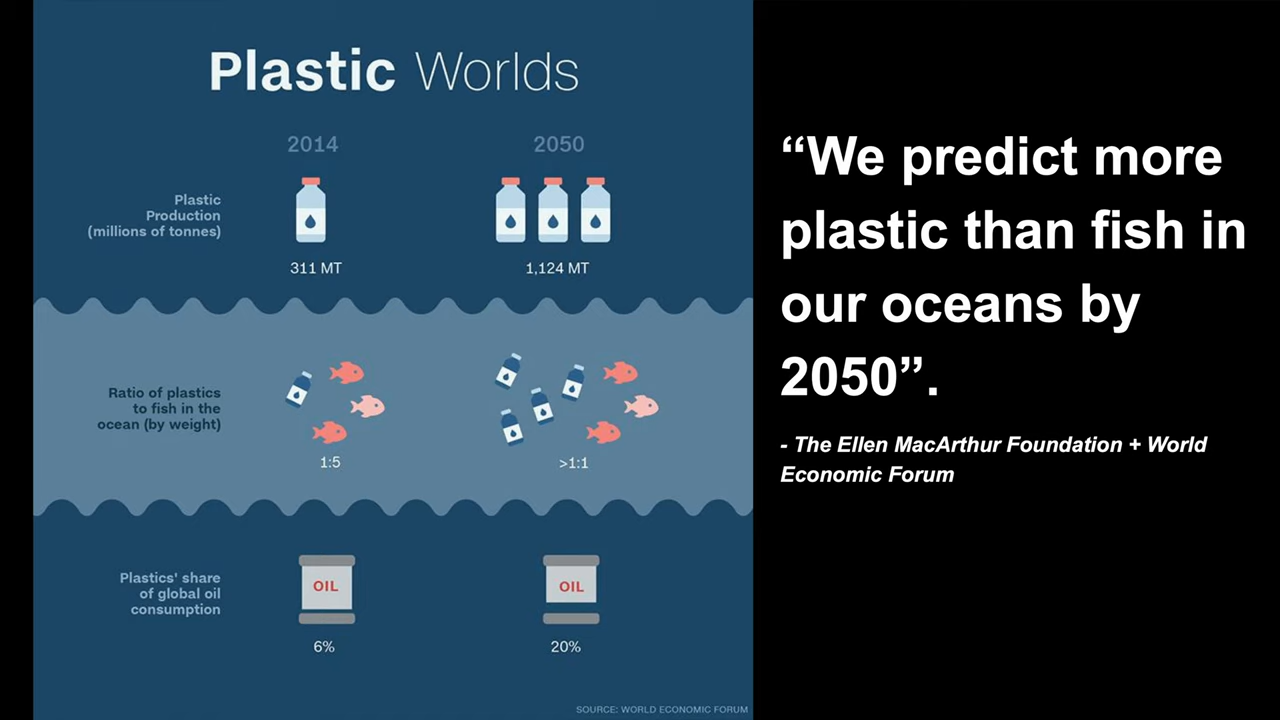 Plastic Worlds
2014
2050
Plastic
Production
(millions of tonnes)
311 MT
1,124 MT
Ratio of plastics
to fish in the
ocean (by weight)
1:5
>1:1
Plastics' share
of global oil
consumption
OIL
OIL
6%
20%
SOURCE: WORLD ECONOMIC FORUM
“We predict more
plastic than fish in
our oceans by
2050”.
- The Ellen MacArthur Foundation + World
Economic Forum